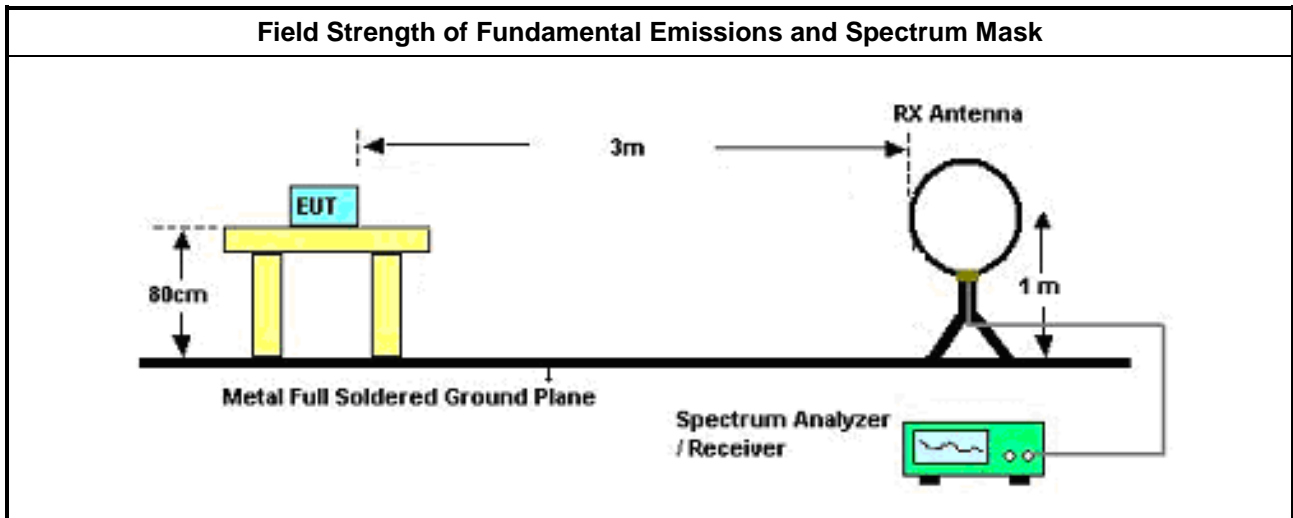 Field Strength of Fundamental Emissions and Spectrum Mask
RX Antenna
3m
EUT
80cm
1 m
Metal Full Soldered Ground Plane
Spectrum Analyzer
/ Receiver